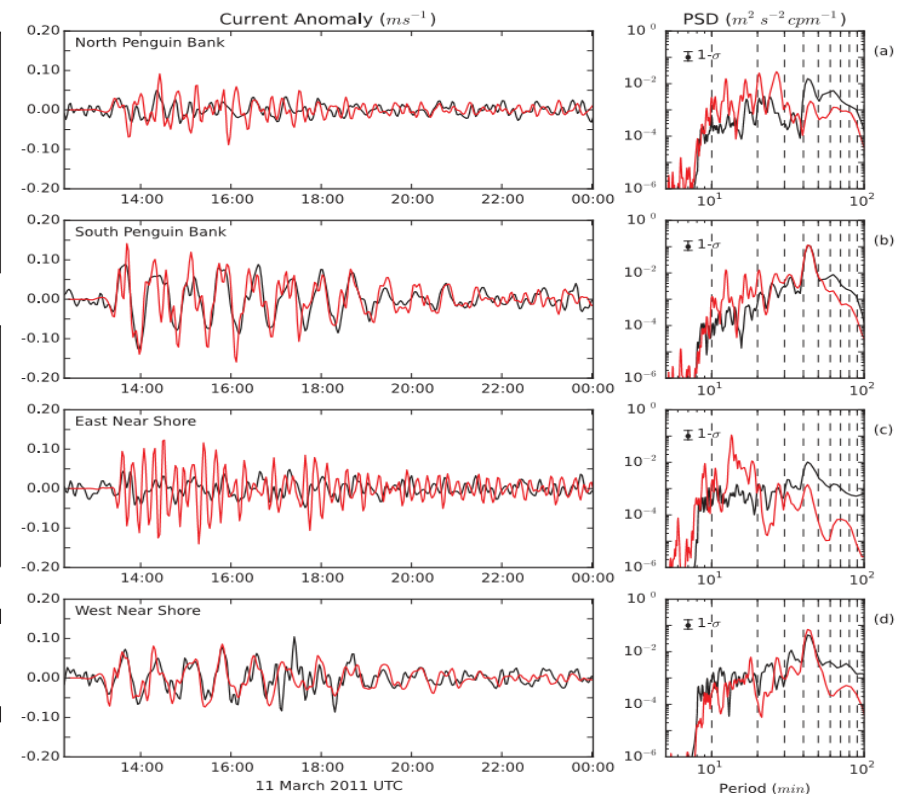 Current Anomaly (ms⁻¹)
PSD (m² s⁻² cpm⁻¹)
0.20
0.10
0.00
-0.10
-0.20
North Penguin Bank
14:00 16:00 18:00 20:00 22:00 00:00
10⁰
10⁻²
10⁻⁴
10⁻⁶
1-σ
10¹ 10²
(a)
0.20
0.10
0.00
-0.10
-0.20
South Penguin Bank
14:00 16:00 18:00 20:00 22:00 00:00
10⁰
10⁻²
10⁻⁴
10⁻⁶
1-σ
10¹ 10²
(b)
0.20
0.10
0.00
-0.10
-0.20
East Near Shore
14:00 16:00 18:00 20:00 22:00 00:00
10⁰
10⁻²
10⁻⁴
10⁻⁶
1-σ
10¹ 10²
(c)
0.20
0.10
0.00
-0.10
-0.20
West Near Shore
14:00 16:00 18:00 20:00 22:00 00:00
11 March 2011 UTC
10⁰
10⁻²
10⁻⁴
10⁻⁶
1-σ
10¹ 10²
Period (min)
(d)